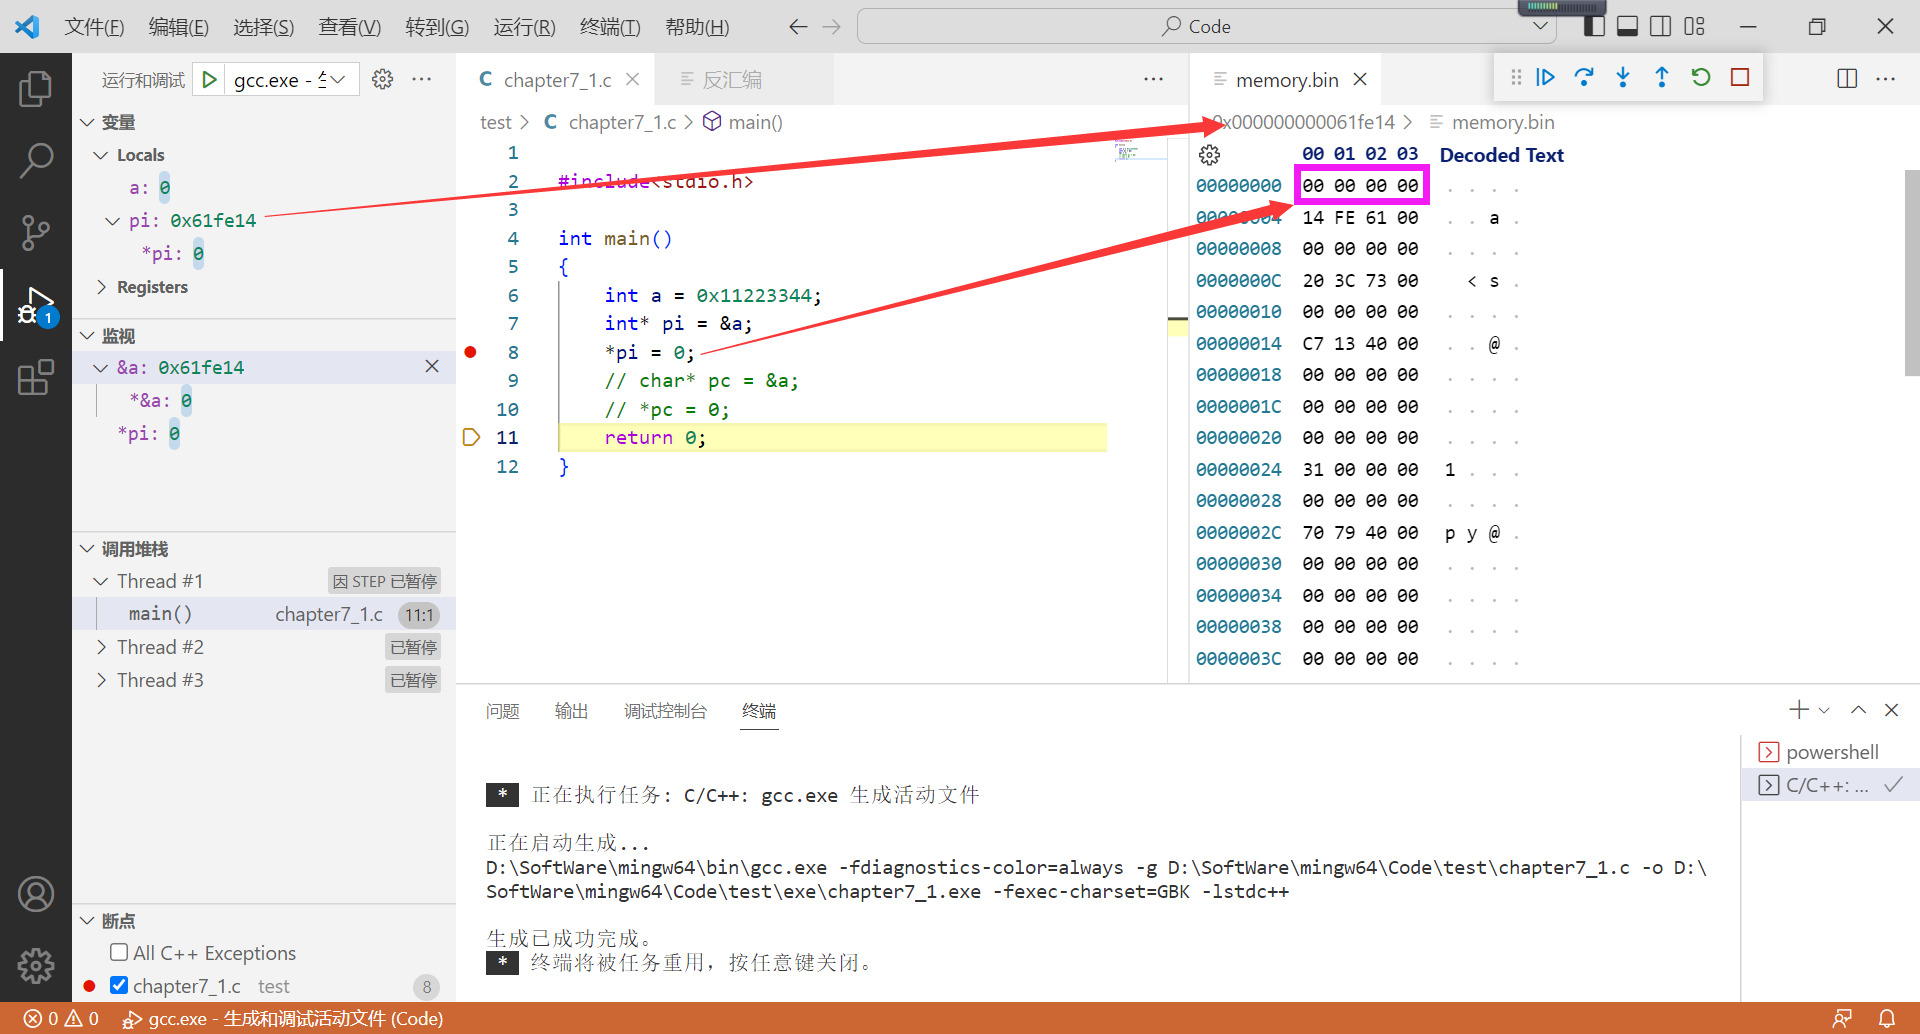 文件(F) 编辑(E) 选择(S) 查看(V) 转到(G) 运行(R) 终端(T) 帮助(H)
Code
运行和调试
gcc.exe -
变量
Locals
a: 0
pi: 0x61fe14
*pi: 0
Registers
监视
&a: 0x61fe14
*&a: 0
*pi: 0
调用堆栈
Thread #1 因 STEP 已暂停
main() chapter7_1.c 11:1
Thread #2 已暂停
Thread #3 已暂停
断点
All C++ Exceptions
chapter7_1.c test 8
chapter7_1.c
反汇编
test > C chapter7_1.c > main()
1
2 #include<stdio.h>
3
4 int main()
5 {
6 int a = 0x11223344;
7 int* pi = &a;
8 *pi = 0;
9 // char* pc = &a;
10 // *pc = 0;
11 return 0;
12 }
memory.bin
0x000000000061fe14 > memory.bin
00 01 02 03 Decoded Text
00000000 00 00 00 00 . . . .
00000004 14 FE 61 00 . . a .
00000008 00 00 00 00 . . . .
0000000C 20 3C 73 00 < s .
00000010 00 00 00 00 . . . .
00000014 C7 13 40 00 . . @ .
00000018 00 00 00 00 . . . .
0000001C 00 00 00 00 . . . .
00000020 00 00 00 00 . . . .
00000024 31 00 00 00 1 . . .
00000028 00 00 00 00 . . . .
0000002C 70 79 40 00 p y @ .
00000030 00 00 00 00 . . . .
00000034 00 00 00 00 . . . .
00000038 00 00 00 00 . . . .
0000003C 00 00 00 00 . . . .
问题 输出 调试控制台 终端
* 正在执行任务: C/C++: gcc.exe 生成活动文件
正在启动生成...
D:\SoftWare\mingw64\bin\gcc.exe -fdiagnostics-color=always -g D:\SoftWare\mingw64\Code\test\chapter7_1.c -o D:\
SoftWare\mingw64\Code\test\exe\chapter7_1.exe -fexec-charset=GBK -lstdc++
生成已成功完成。
* 终端将被任务重用，按任意键关闭。
powershell
C/C++: ...
1
0 0 gcc.exe - 生成和调试活动文件 (Code)